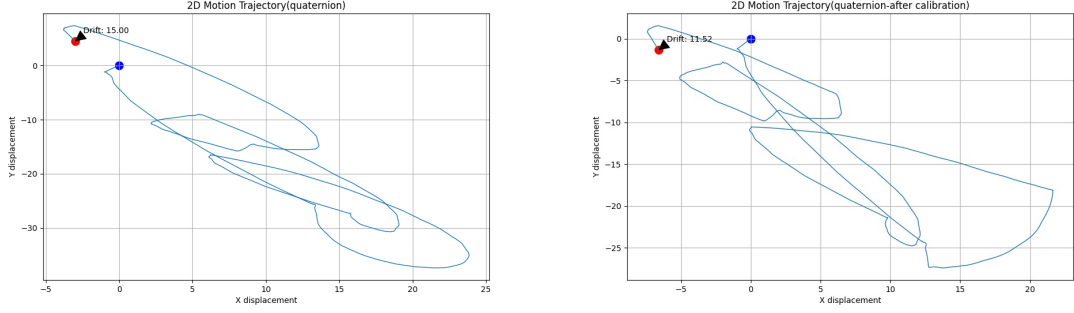 2D Motion Trajectory(quaternion)
Drift: 15.00
0
−10
−20
−30
Y displacement
−5
0
5
10
15
20
25
X displacement
2D Motion Trajectory(quaternion-after calibration)
Drift: 11.52
0
−5
−10
−15
−20
−25
Y displacement
−5
0
5
10
15
20
X displacement